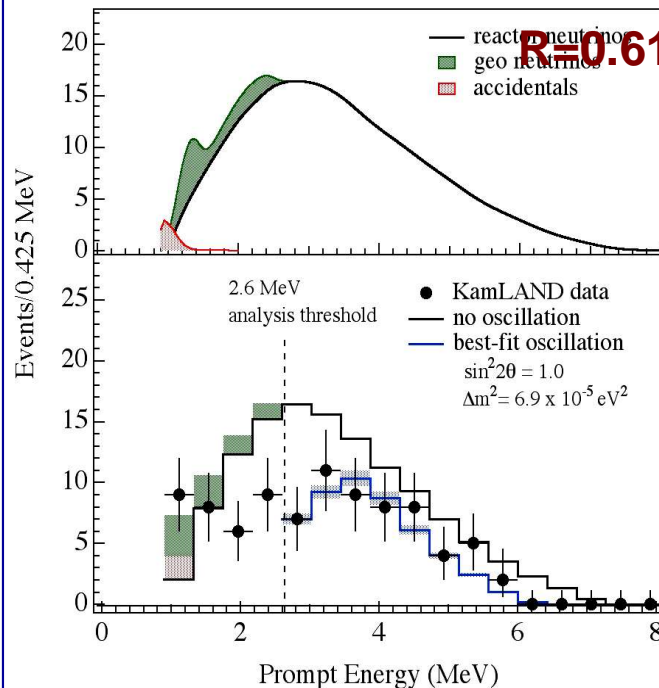 20
15
10
5
0
reactor neutrinos
R=0.61
geo neutrinos
accidentals
Events/0.425 MeV
25
20
15
10
5
0
2.6 MeV
analysis threshold
KamLAND data
no oscillation
best-fit oscillation
sin²2θ = 1.0
Δm²= 6.9 x 10⁻⁵ eV²
0 2 4 6 8
Prompt Energy (MeV)